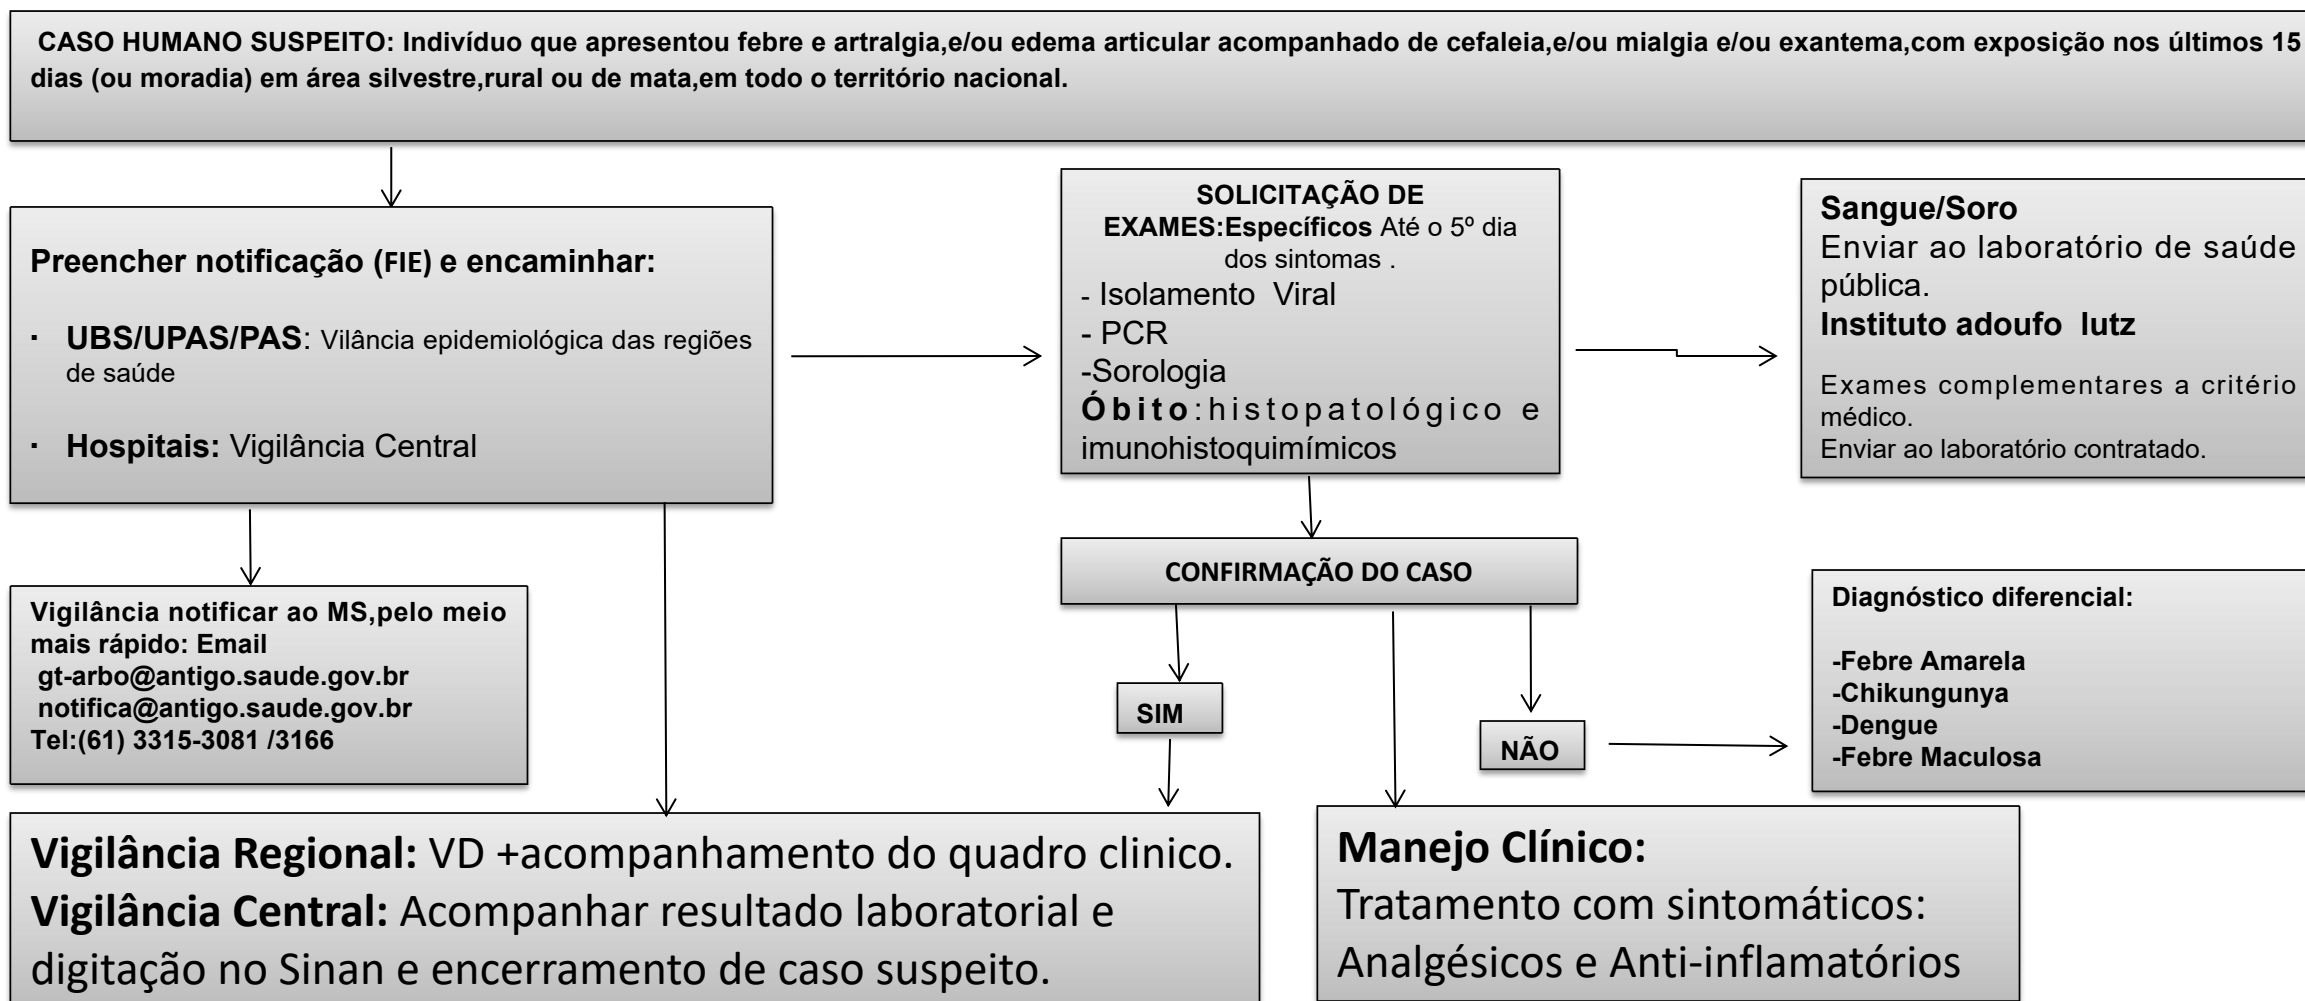 CASO HUMANO SUSPEITO: Indivíduo que apresentou febre e artralgia,e/ou edema articular acompanhado de cefaleia,e/ou mialgia e/ou exantema,com exposição nos últimos 15
dias (ou moradia) em área silvestre,rural ou de mata,em todo o território nacional.
Preencher notificação (FIE) e encaminhar:
· UBS/UPAS/PAS: Vilância epidemiológica das regiões
de saúde
· Hospitais: Vigilância Central
SOLICITAÇÃO DE
EXAMES:Específicos Até o 5º dia
dos sintomas .
- Isolamento Viral
- PCR
-Sorologia
Óbito:histopatológico e
imunohistoquimímicos
Sangue/Soro
Enviar ao laboratório de saúde
pública.
Instituto adoufo lutz
Exames complementares a critério
médico.
Enviar ao laboratório contratado.
Vigilância notificar ao MS,pelo meio
mais rápido: Email
gt-arbo@antigo.saude.gov.br
notifica@antigo.saude.gov.br
Tel:(61) 3315-3081 /3166
CONFIRMAÇÃO DO CASO
SIM
NÃO
Diagnóstico diferencial:
-Febre Amarela
-Chikungunya
-Dengue
-Febre Maculosa
Vigilância Regional: VD +acompanhamento do quadro clinico.
Vigilância Central: Acompanhar resultado laboratorial e
digitação no Sinan e encerramento de caso suspeito.
Manejo Clínico:
Tratamento com sintomáticos:
Analgésicos e Anti-inflamatórios